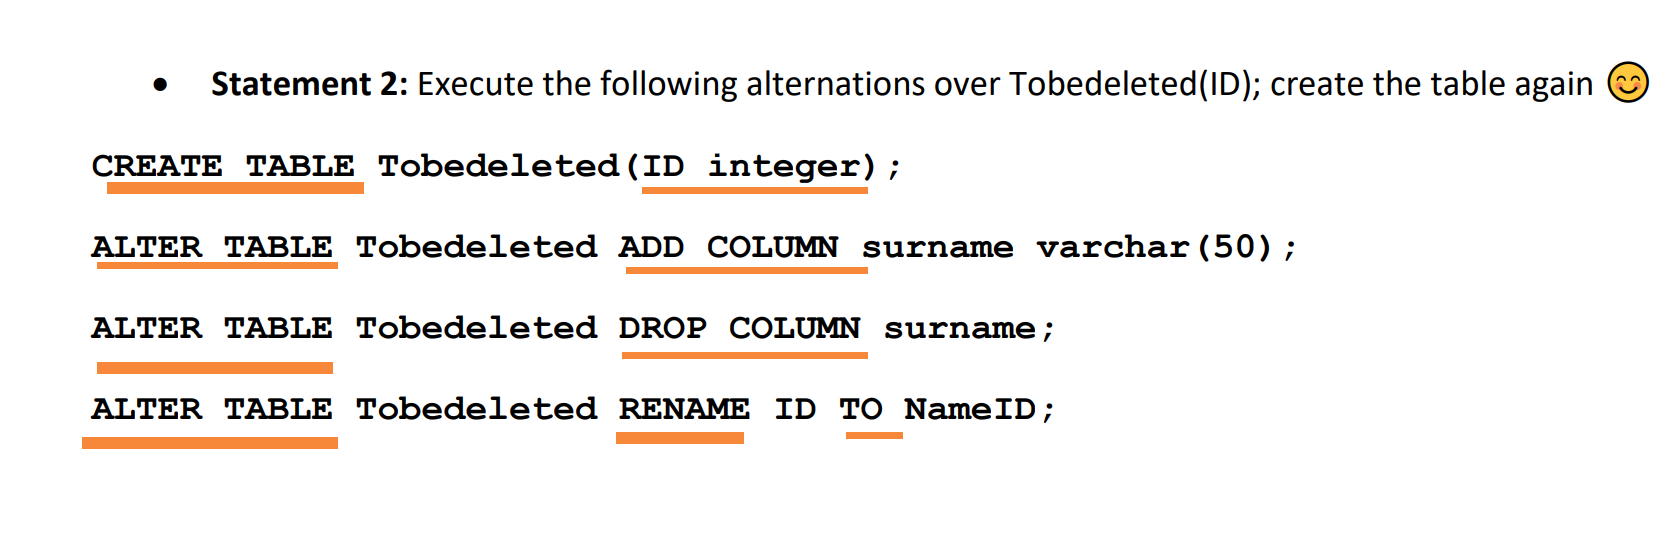 • Statement 2: Execute the following alternations over Tobedeleted(ID); create the table again 😊
CREATE TABLE Tobedeleted(ID integer);
ALTER TABLE Tobedeleted ADD COLUMN surname varchar(50);
ALTER TABLE Tobedeleted DROP COLUMN surname;
ALTER TABLE Tobedeleted RENAME ID TO NameID;